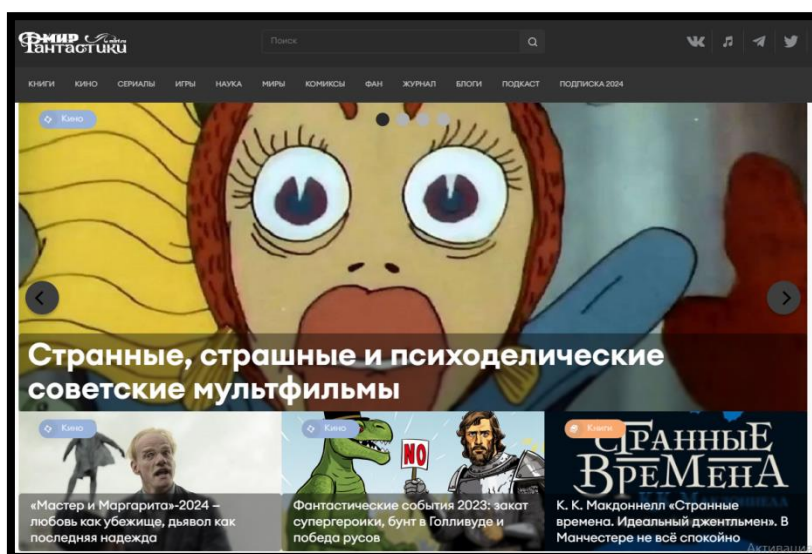 МИР
Фантастики
Поиск
КНИГИ КИНО СЕРИАЛЫ ИГРЫ НАУКА МИРЫ КОМИКСЫ ФАН ЖУРНАЛ БЛОГИ ПОДКАСТ ПОДПИСКА 2024
Кино
Странные, страшные и психоделические
советские мультфильмы
Кино
«Мастер и Маргарита»-2024 –
любовь как убежище, дьявол как
последняя надежда
Кино
NO
Фантастические события 2023: закат
супергероики, бунт в Голливуде и
победа русов
Книги
СТРАННЫЕ
ВРЕМЕНА
К. К. МАКДОННЕЛЛ
К. К. Макдоннелл «Странные
времена. Идеальный джентльмен». В
Манчестере не всё спокойно